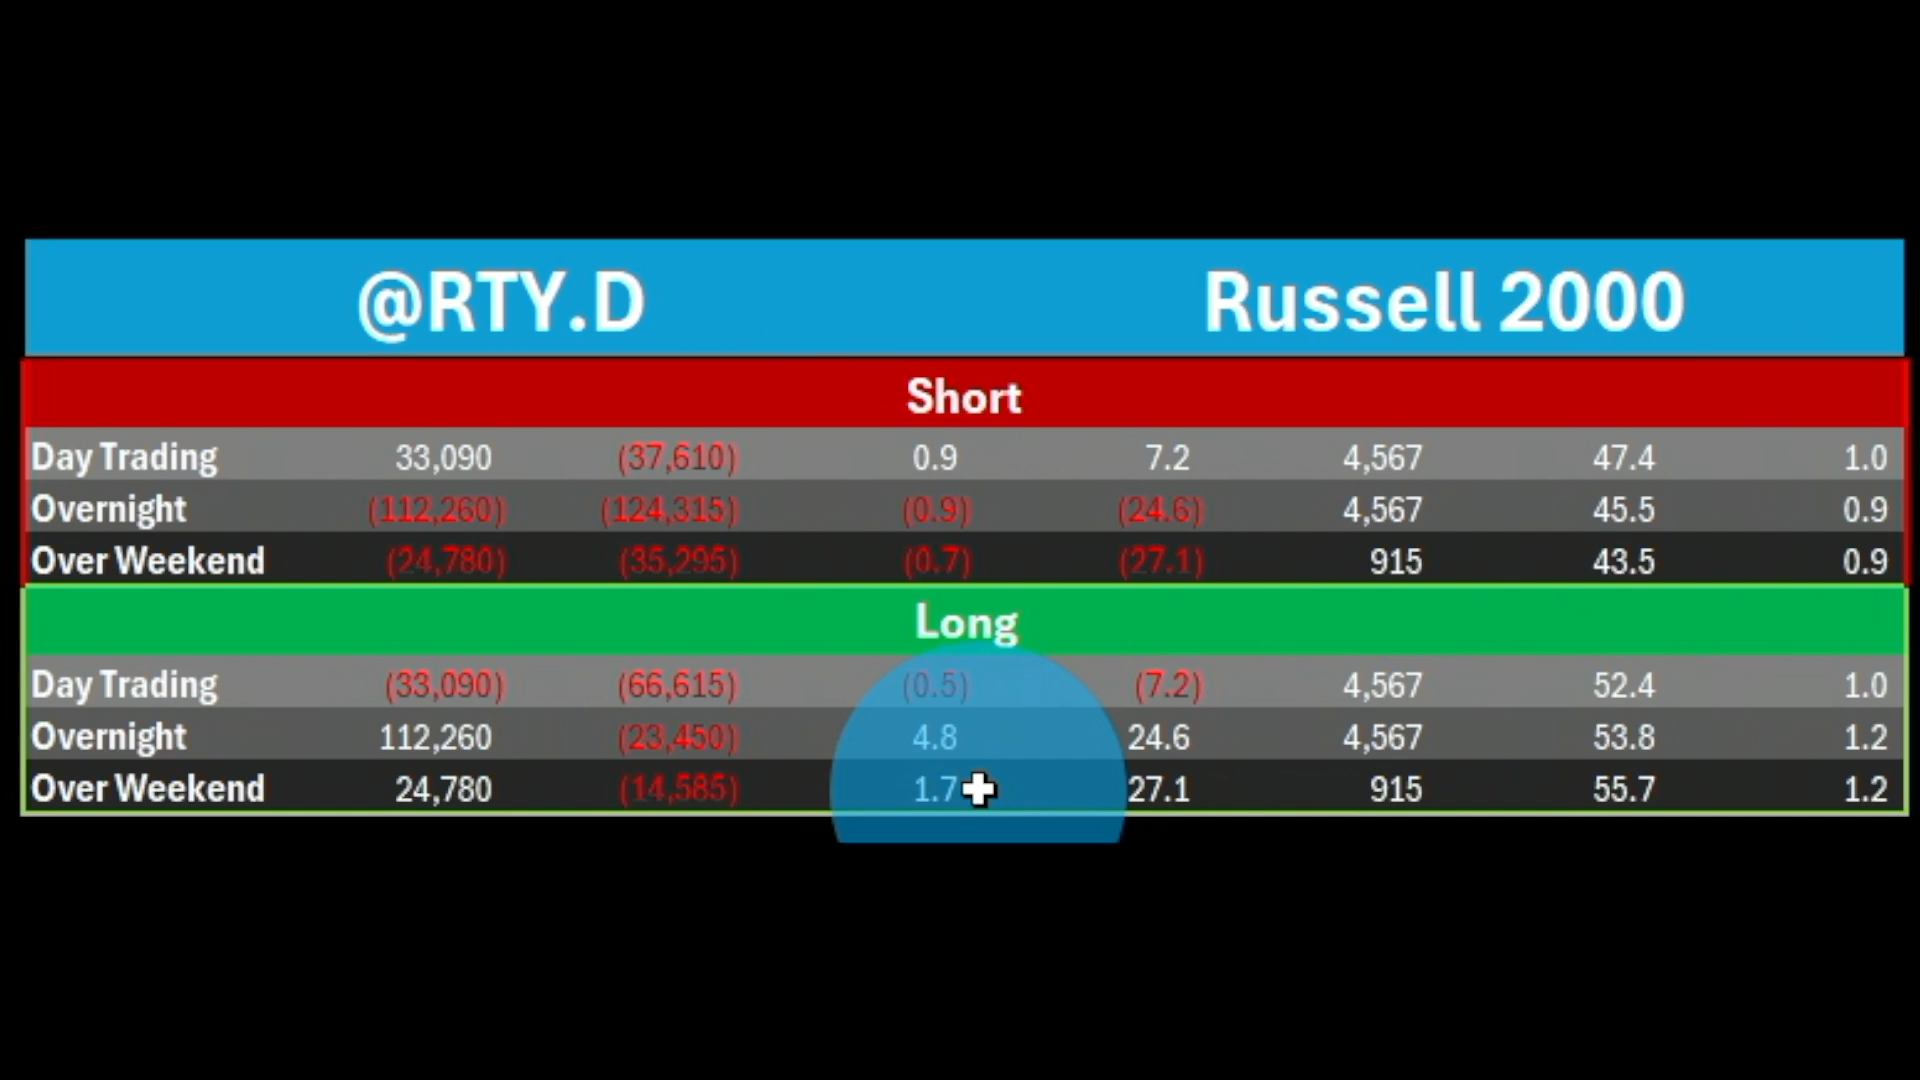 @RTY.D Russell 2000
Short
Day Trading 33,090 (37,610) 0.9 7.2 4,567 47.4 1.0
Overnight (112,260) (124,315) (0.9) (24.6) 4,567 45.5 0.9
Over Weekend (24,780) (35,295) (0.7) (27.1) 915 43.5 0.9
Long
Day Trading (33,090) (66,615) (0.5) (7.2) 4,567 52.4 1.0
Overnight 112,260 (23,450) 4.8 24.6 4,567 53.8 1.2
Over Weekend 24,780 (14,585) 1.7 27.1 915 55.7 1.2